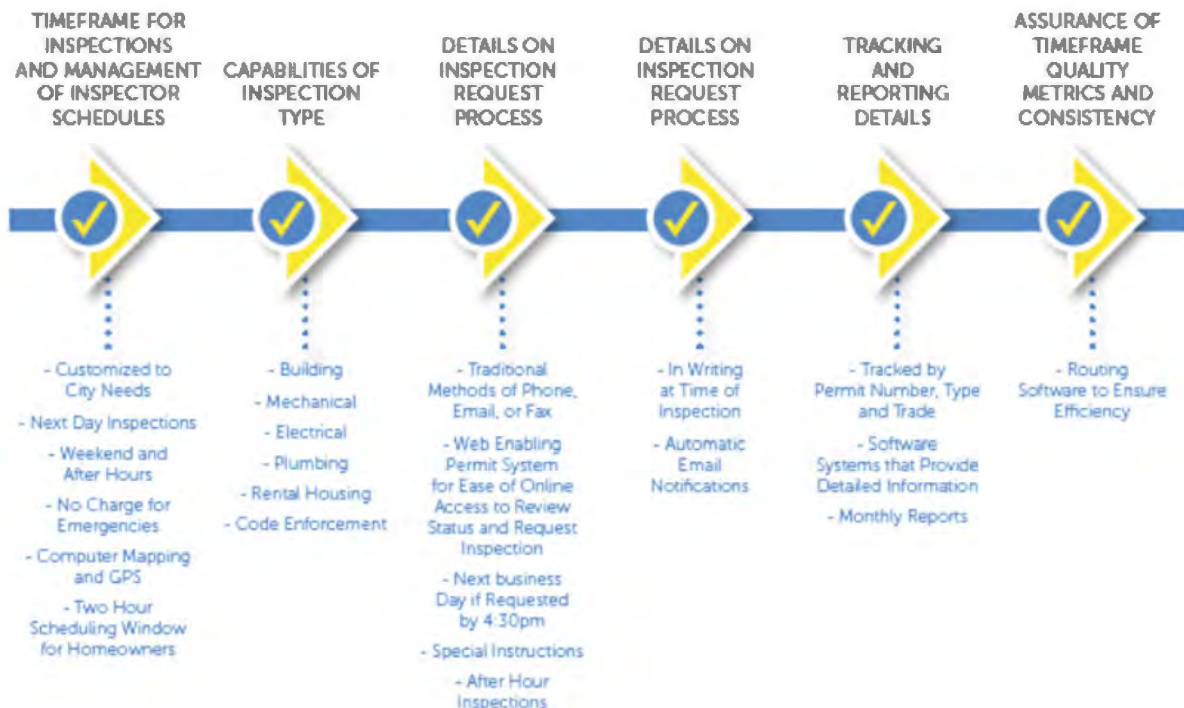 TIMEFRAME FOR
INSPECTIONS
AND MANAGEMENT
OF INSPECTOR
SCHEDULES
CAPABILITIES OF
INSPECTION
TYPE
DETAILS ON
INSPECTION
REQUEST
PROCESS
DETAILS ON
INSPECTION
REQUEST
PROCESS
TRACKING
AND
REPORTING
DETAILS
ASSURANCE OF
TIMEFRAME
QUALITY
METRICS AND
CONSISTENCY
- Customized to
City Needs
- Next Day Inspections
- Weekend and
After Hours
- No Charge for
Emergencies
- Computer Mapping
and GPS
- Two Hour
Scheduling Window
for Homeowners
- Building
- Mechanical
- Electrical
- Plumbing
- Rental Housing
- Code Enforcement
- Traditional
Methods of Phone,
Email, or Fax
- Web Enabling
Permit System
for Ease of Online
Access to Review
Status and Request
Inspection
- Next business
Day if Requested
by 4:30pm
- Special Instructions
- After Hour
Inspections
- In Writing
at Time of
Inspection
- Automatic
Email
Notifications
- Tracked by
Permit Number, Type
and Trade
- Software
Systems that Provide
Detailed Information
- Monthly Reports
- Routing
Software to Ensure
Efficiency